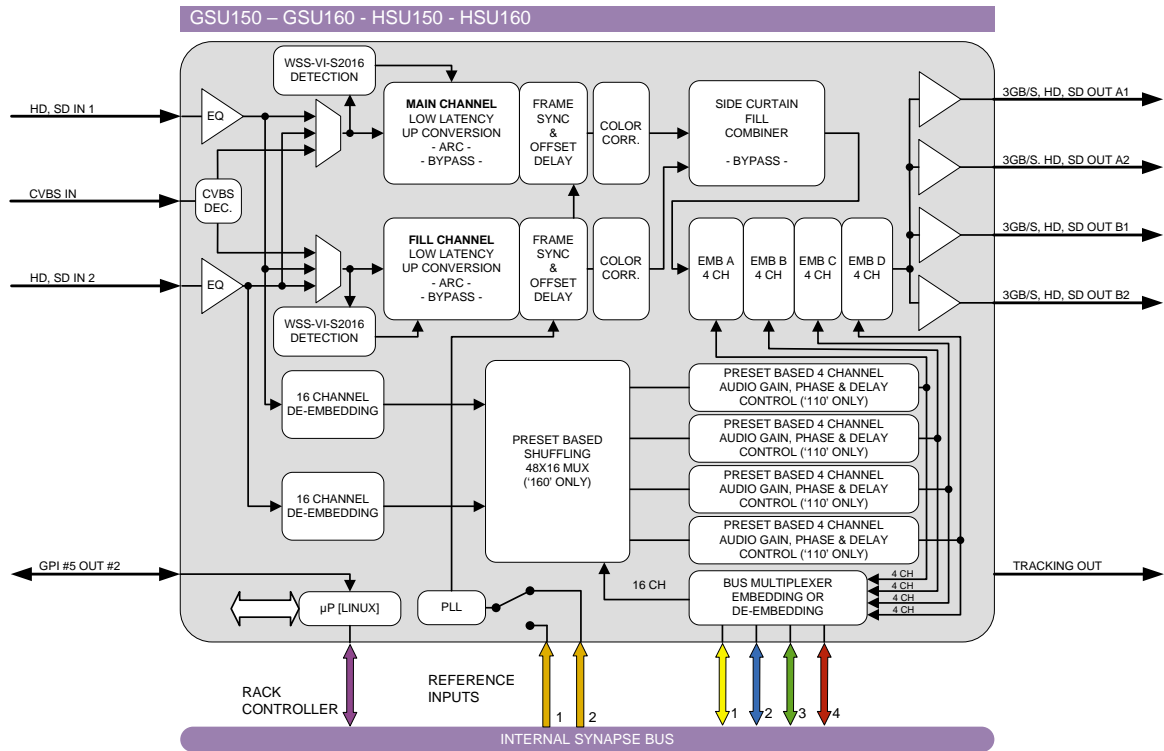 GSU150 – GSU160 - HSU150 - HSU160
WSS-VI-S2016
DETECTION
HD, SD IN 1
EQ
MAIN CHANNEL
LOW LATENCY
UP CONVERSION
- ARC -
- BYPASS -
FRAME
SYNC
&
OFFSET
DELAY
COLOR
CORR.
SIDE CURTAIN
FILL
COMBINER
- BYPASS -
3GB/S, HD, SD OUT A1
3GB/S. HD, SD OUT A2
CVBS IN
CVBS
DEC.
FILL CHANNEL
LOW LATENCY
UP CONVERSION
- ARC -
- BYPASS -
FRAME
SYNC
&
OFFSET
DELAY
COLOR
CORR.
EMB A
4 CH
EMB B
4 CH
EMB C
4 CH
EMB D
4 CH
3GB/S, HD, SD OUT B1
HD, SD IN 2
EQ
3GB/S, HD, SD OUT B2
WSS-VI-S2016
DETECTION
16 CHANNEL
DE-EMBEDDING
16 CHANNEL
DE-EMBEDDING
PRESET BASED
SHUFFLING
48X16 MUX
(‘160’ ONLY)
PRESET BASED 4 CHANNEL
AUDIO GAIN, PHASE & DELAY
CONTROL (‘110’ ONLY)
PRESET BASED 4 CHANNEL
AUDIO GAIN, PHASE & DELAY
CONTROL (‘110’ ONLY)
PRESET BASED 4 CHANNEL
AUDIO GAIN, PHASE & DELAY
CONTROL (‘110’ ONLY)
PRESET BASED 4 CHANNEL
AUDIO GAIN, PHASE & DELAY
CONTROL (‘110’ ONLY)
GPI #5 OUT #2
TRACKING OUT
µP [LINUX]
PLL
16 CH
BUS MULTIPLEXER
EMBEDDING OR
DE-EMBEDDING
4 CH
4 CH
4 CH
4 CH
RACK
CONTROLLER
REFERENCE
INPUTS
1
2
1
2
3
4
INTERNAL SYNAPSE BUS